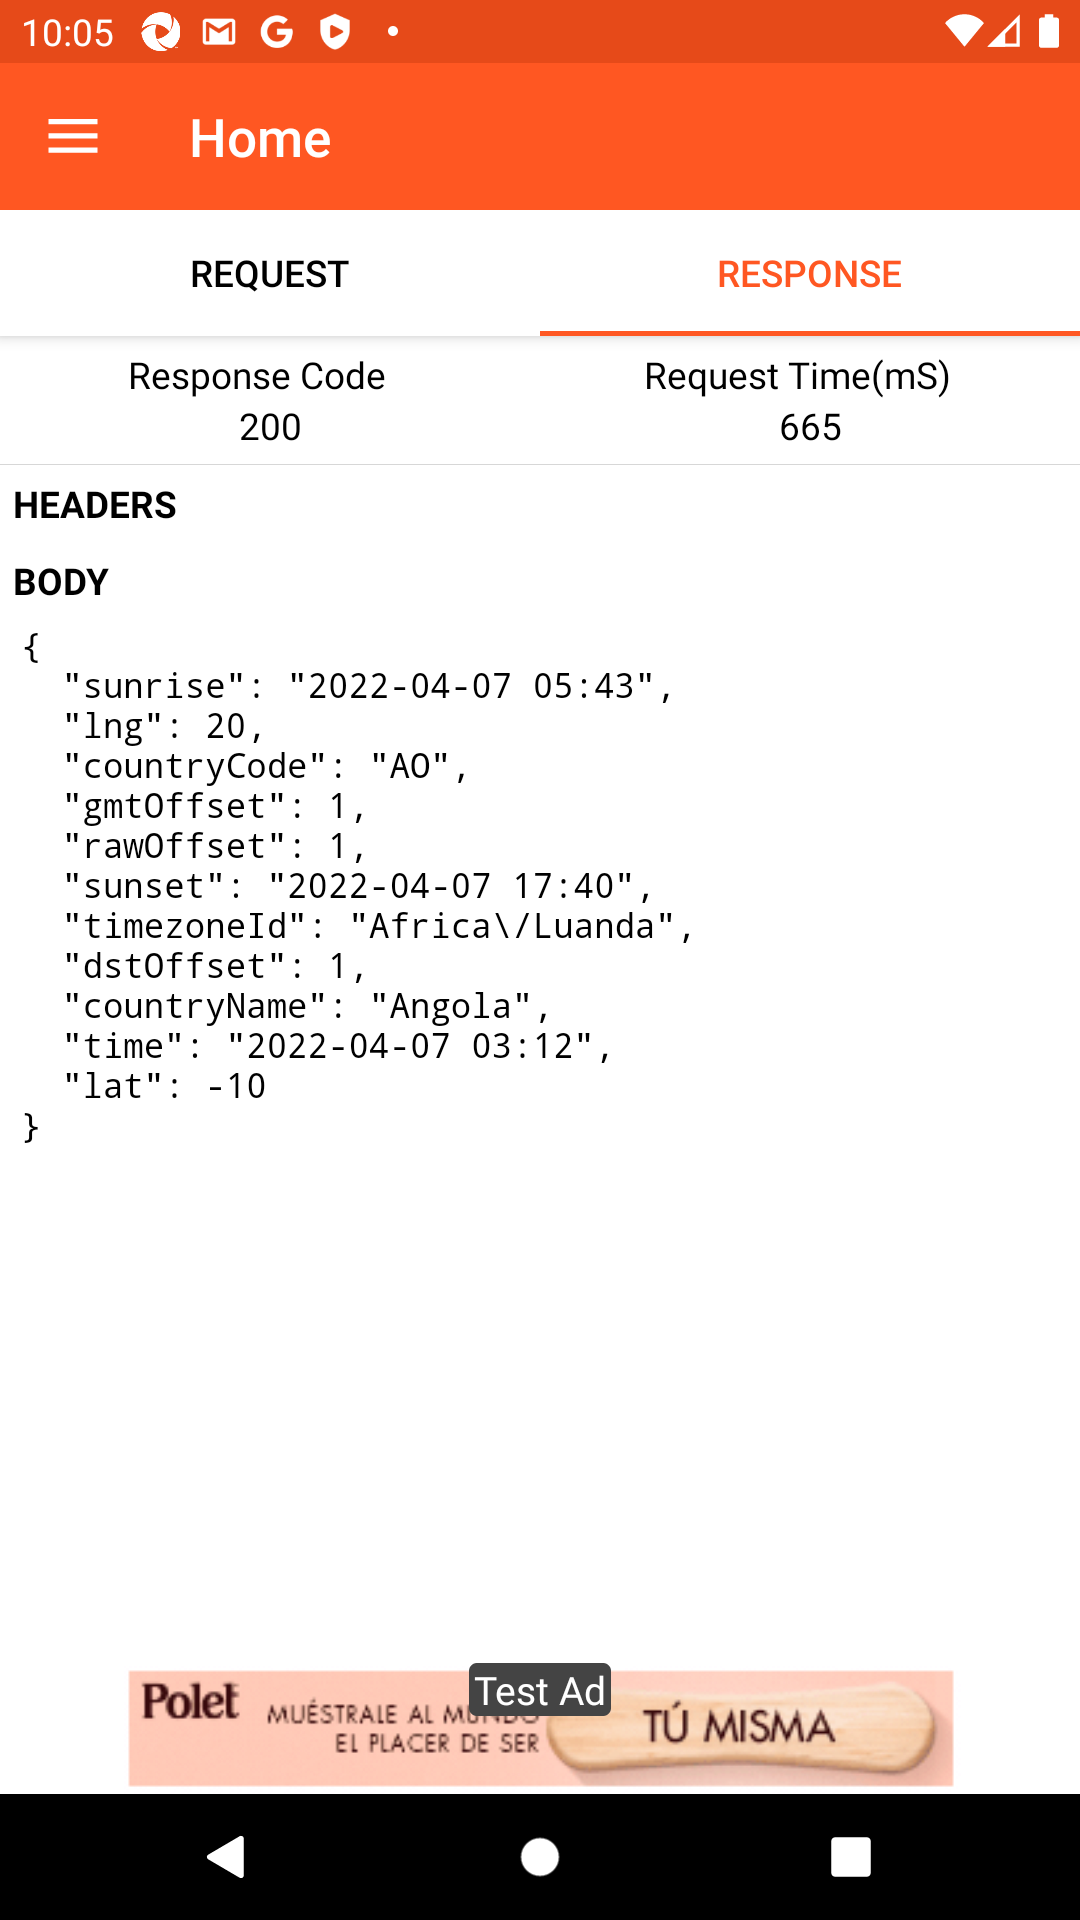 10:05
Home
REQUEST
RESPONSE
Response Code
Request Time(mS)
200
665
HEADERS
BODY
{
"sunrise": "2022-04-07 05:43",
"lng": 20,
"countryCode": "AO",
"gmtOffset": 1,
"rawOffset": 1,
"sunset": "2022-04-07 17:40",
"timezoneId": "Africa\/Luanda",
"dstOffset": 1,
"countryName": "Angola",
"time": "2022-04-07 03:12",
"lat": -10
}
Test Ad
Polet
MUÉSTRALE AL MUNDO
EL PLACER DE SER
TÚ MISMA